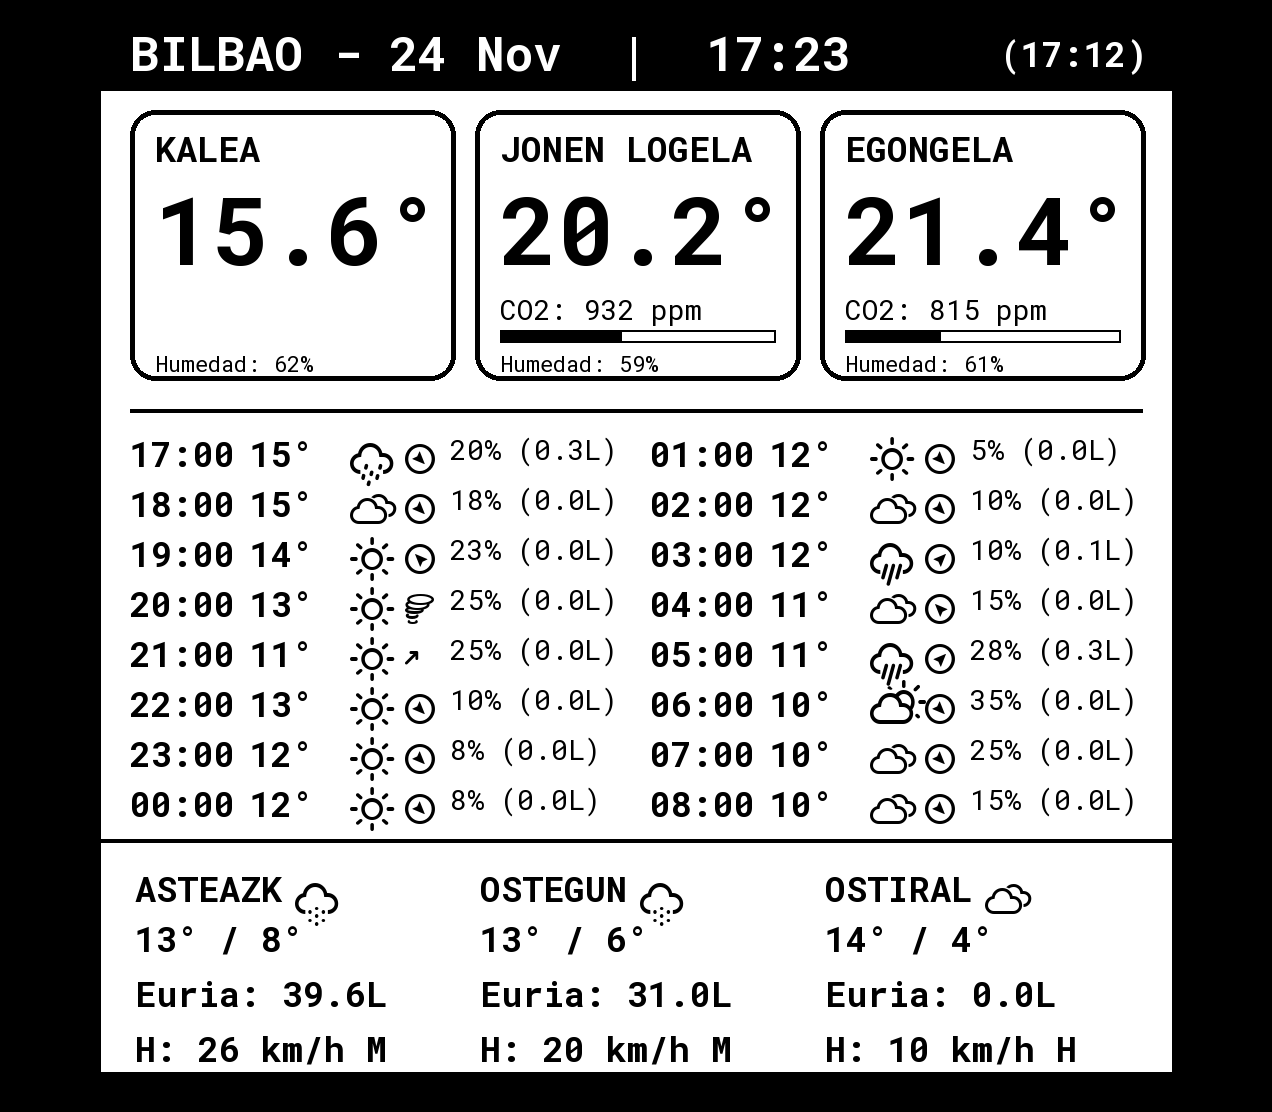 BILBAO - 24 Nov | 17:23 (17:12)
KALEA
15.6°
Humedad: 62%
JONEN LOGELA
20.2°
CO2: 932 ppm
Humedad: 59%
EGONGELA
21.4°
CO2: 815 ppm
Humedad: 61%
17:00 15° 20% (0.3L)
18:00 15° 18% (0.0L)
19:00 14° 23% (0.0L)
20:00 13° 25% (0.0L)
21:00 11° 25% (0.0L)
22:00 13° 10% (0.0L)
23:00 12° 8% (0.0L)
00:00 12° 8% (0.0L)
01:00 12° 5% (0.0L)
02:00 12° 10% (0.0L)
03:00 12° 10% (0.1L)
04:00 11° 15% (0.0L)
05:00 11° 28% (0.3L)
06:00 10° 35% (0.0L)
07:00 10° 25% (0.0L)
08:00 10° 15% (0.0L)
ASTEAZK
13° / 8°
Euria: 39.6L
H: 26 km/h M
OSTEGUN
13° / 6°
Euria: 31.0L
H: 20 km/h M
OSTIRAL
14° / 4°
Euria: 0.0L
H: 10 km/h H